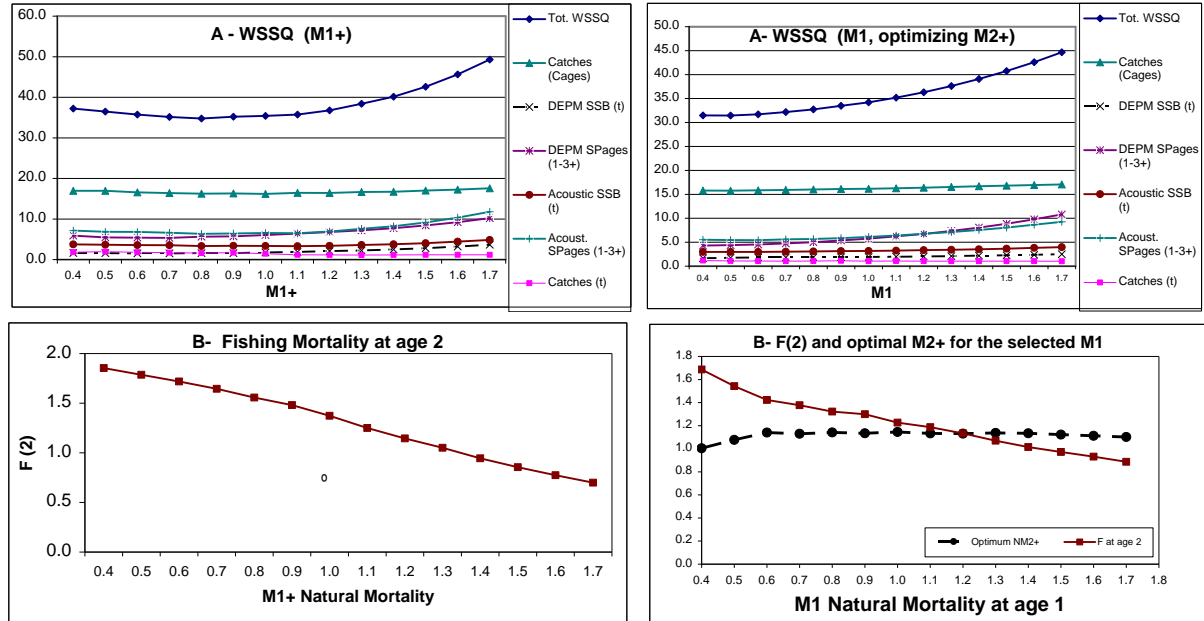 A - WSSQ (M1+)
60.0
50.0
40.0
30.0
20.0
10.0
0.0
0.4 0.5 0.6 0.7 0.8 0.9 1.0 1.1 1.2 1.3 1.4 1.5 1.6 1.7
M1+
Tot. WSSQ
Catches
(Cages)
DEPM SSB (t)
DEPM SPages
(1-3+)
Acoustic SSB
(t)
Acoust.
SPages (1-3+)
Catches (t)
A- WSSQ (M1, optimizing M2+)
50.0
45.0
40.0
35.0
30.0
25.0
20.0
15.0
10.0
5.0
0.0
0.4 0.5 0.6 0.7 0.8 0.9 1.0 1.1 1.2 1.3 1.4 1.5 1.6 1.7
M1
Tot. WSSQ
Catches
(Cages)
DEPM SSB (t)
DEPM SPages
(1-3+)
Acoustic SSB
(t)
Acoust.
SPages (1-3+)
Catches (t)
B- Fishing Mortality at age 2
2.0
1.5
1.0
0.5
0.0
F (2)
0.4 0.5 0.6 0.7 0.8 0.9 1.0 1.1 1.2 1.3 1.4 1.5 1.6 1.7
M1+ Natural Mortality
B- F(2) and optimal M2+ for the selected M1
1.8
1.6
1.4
1.2
1.0
0.8
0.6
0.4
0.2
0.0
Optimum NM2+ F at age 2
0.4 0.5 0.6 0.7 0.8 0.9 1.0 1.1 1.2 1.3 1.4 1.5 1.6 1.7 1.8
M1 Natural Mortality at age 1